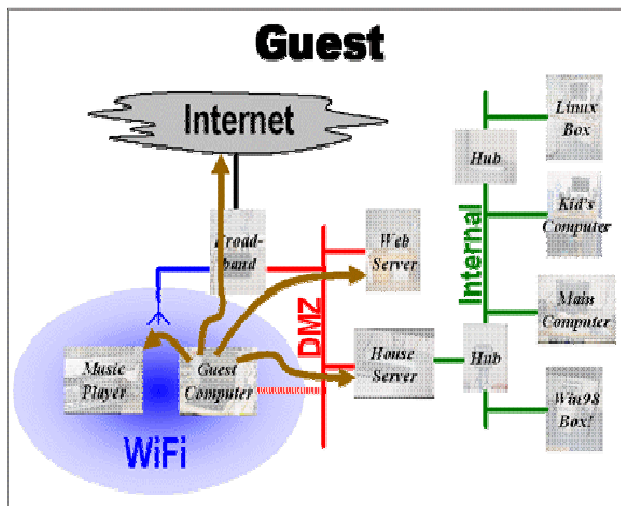 Guest
Internet
Linux
Box
Hub
Broad-
band
Web
Server
Kid's
Computer
Internal
DMZ
Main
Computer
Music
Player
Guest
Computer
House
Server
Hub
Win98
Box!
WiFi